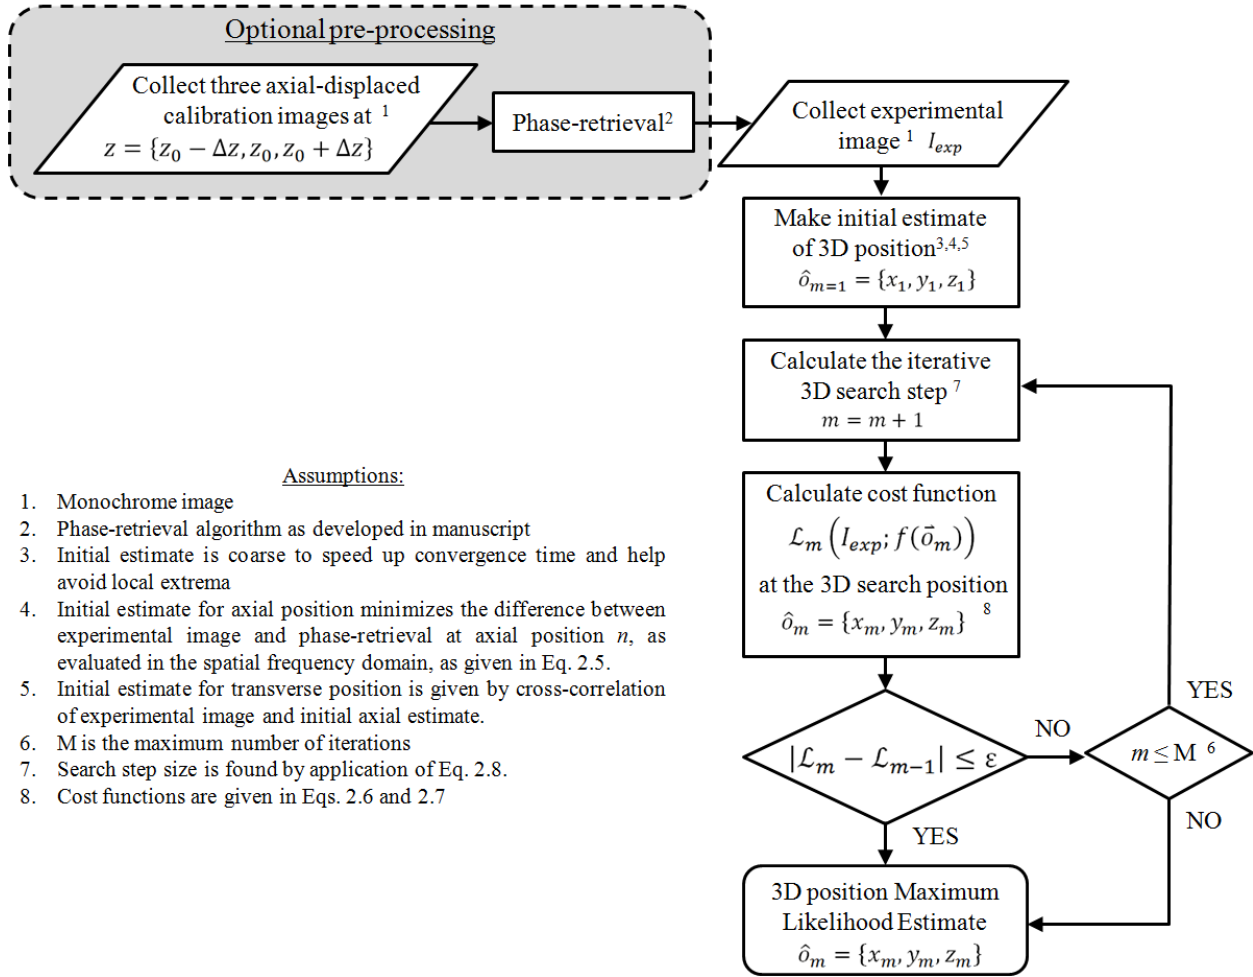 Optional pre-processing
Collect three axial-displaced
calibration images at ¹
z = {z₀ − Δz, z₀, z₀ + Δz}
Phase-retrieval²
Collect experimental
image ¹ I_exp
Make initial estimate
of 3D position³,⁴,⁵
ô_{m=1} = {x₁, y₁, z₁}
Calculate the iterative
3D search step ⁷
m = m + 1
Calculate cost function
ℒ_m (I_exp; f(o⃗_m))
at the 3D search position
ô_m = {x_m, y_m, z_m} ⁸
|ℒ_m − ℒ_{m−1}| ≤ ε
NO
m ≤ M ⁶
YES
NO
YES
3D position Maximum
Likelihood Estimate
ô_m = {x_m, y_m, z_m}
Assumptions:
1. Monochrome image
2. Phase-retrieval algorithm as developed in manuscript
3. Initial estimate is coarse to speed up convergence time and help
avoid local extrema
4. Initial estimate for axial position minimizes the difference between
experimental image and phase-retrieval at axial position n, as
evaluated in the spatial frequency domain, as given in Eq. 2.5.
5. Initial estimate for transverse position is given by cross-correlation
of experimental image and initial axial estimate.
6. M is the maximum number of iterations
7. Search step size is found by application of Eq. 2.8.
8. Cost functions are given in Eqs. 2.6 and 2.7